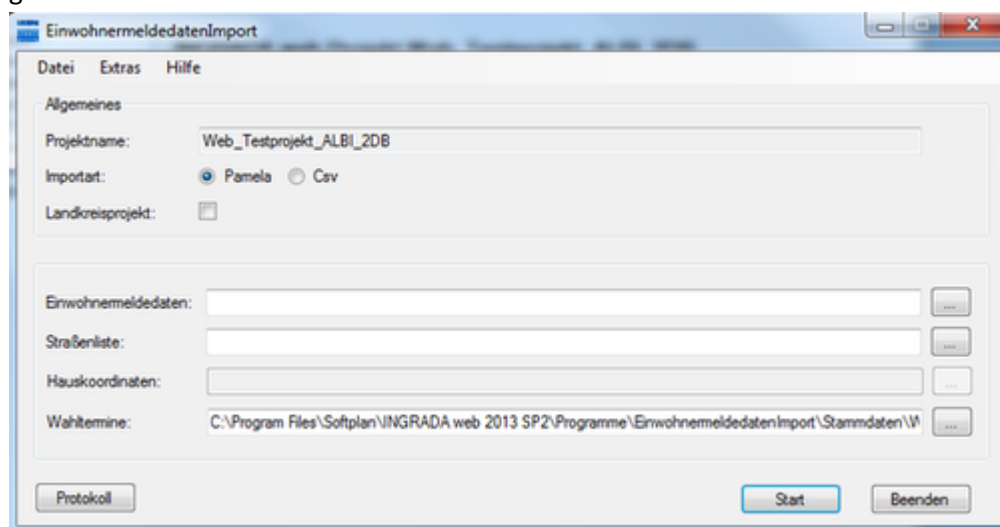 EinwohnermeldedatenImport
Datei Extras Hilfe
Allgemeines
Projektname: Web_Testprojekt_ALBI_2DB
Importart: Pamela Csv
Landkreisprojekt:
Einwohnermeldedaten: ...
Straßenliste: ...
Hauskoordinaten: ...
Wahltermine: C:\Program Files\Softplan\INGRADA web 2013 SP2\Programme\EinwohnermeldedatenImport\Stammdaten\W ...
Protokoll Start Beenden